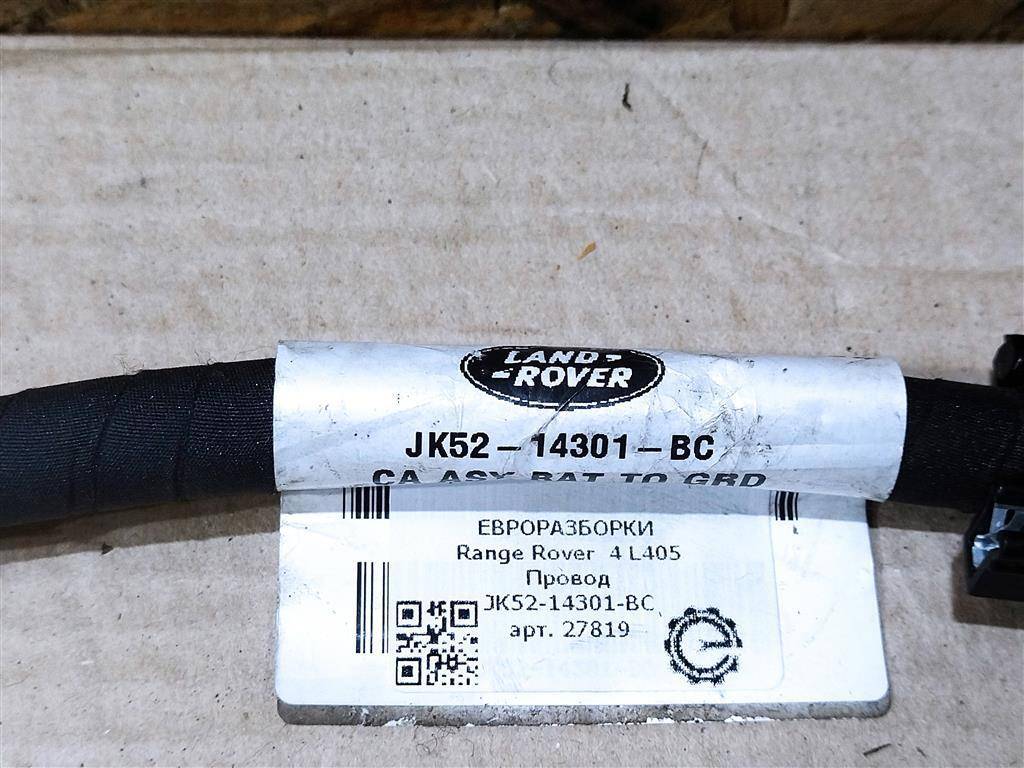 LAND-
-ROVER
JK52-14301-BC
CA ASY BAT TO GRD
ЕВРОРАЗБОРКИ
Range Rover 4 L405
Провод
JK52-14301-BC
арт. 27819